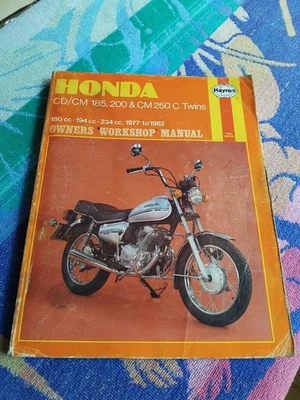 HONDA
Haynes
CD/CM 185, 200 & CM 250 C Twins
180 cc · 194 cc · 234 cc. 1977 to 1982
OWNERS WORKSHOP MANUAL